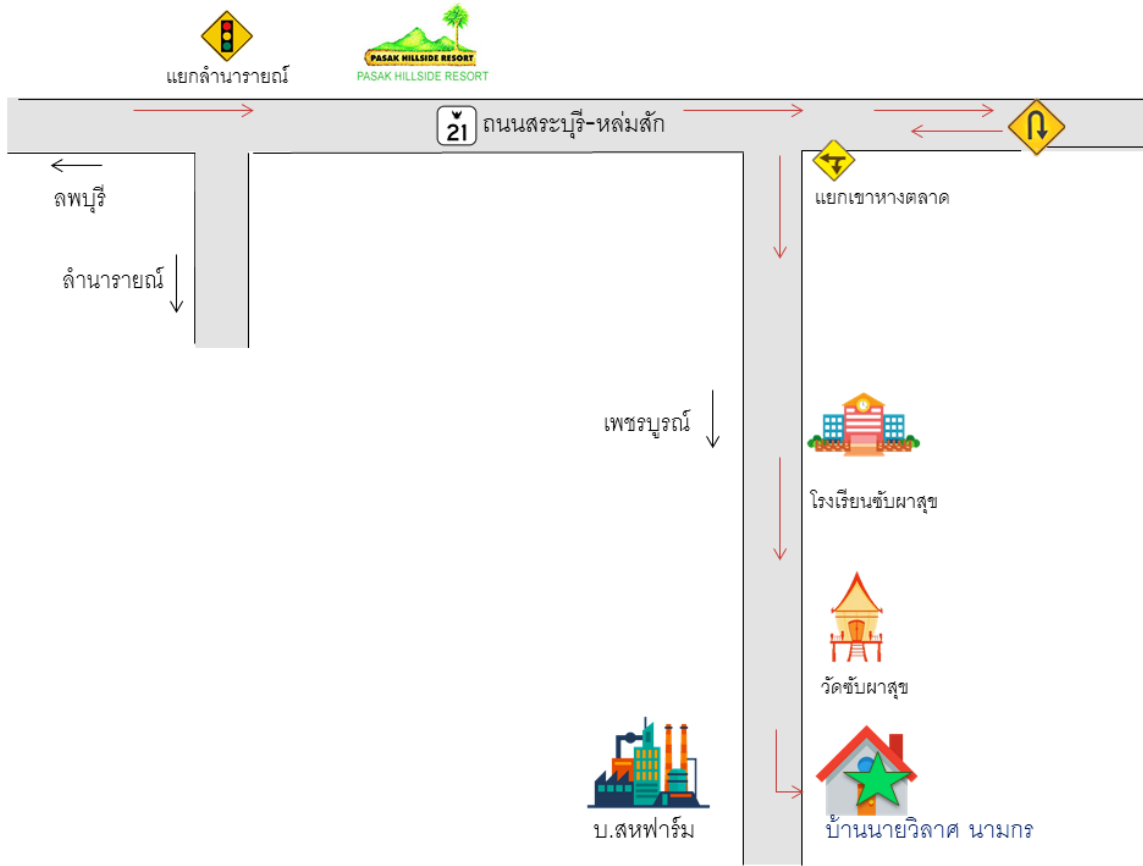 แยกลำนารายณ์
PASAK HILLSIDE RESORT
PASAK HILLSIDE RESORT
21 ถนนสระบุรี-หล่มสัก
ลพบุรี
แยกเขาหางตลาด
ลำนารายณ์
เพชรบูรณ์
โรงเรียนซับผาสุข
วัดซับผาสุข
บ.สหฟาร์ม
บ้านนายวิลาศ นามกร